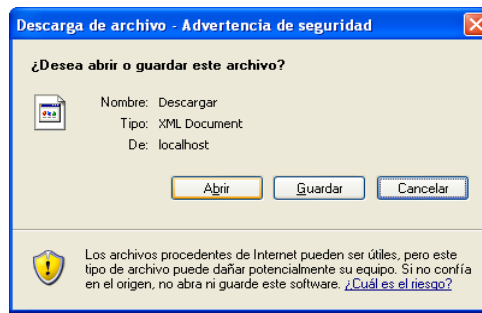 Descarga de archivo - Advertencia de seguridad
¿Desea abrir o guardar este archivo?
Nombre: Descargar
Tipo: XML Document
De: localhost
Abrir Guardar Cancelar
Los archivos procedentes de Internet pueden ser útiles, pero este
tipo de archivo puede dañar potencialmente su equipo. Si no confía
en el origen, no abra ni guarde este software. ¿Cuál es el riesgo?